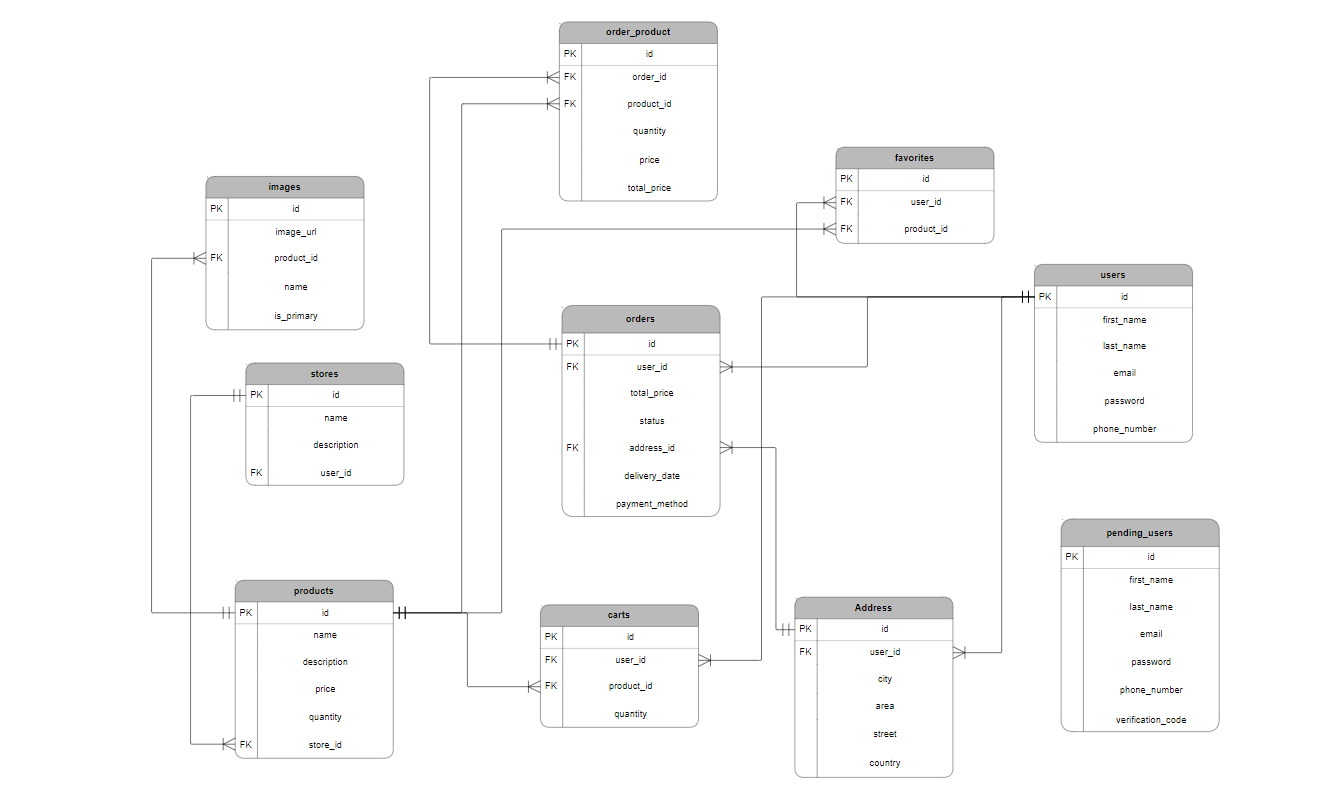 order_product
PK id
FK order_id
FK product_id
quantity
price
total_price
favorites
PK id
FK user_id
FK product_id
images
PK id
image_url
FK product_id
name
is_primary
users
PK id
first_name
last_name
email
password
phone_number
orders
PK id
FK user_id
total_price
status
FK address_id
delivery_date
payment_method
stores
PK id
name
description
FK user_id
pending_users
PK id
first_name
last_name
email
password
phone_number
verification_code
products
PK id
name
description
price
quantity
FK store_id
carts
PK id
FK user_id
FK product_id
quantity
Address
PK id
FK user_id
city
area
street
country